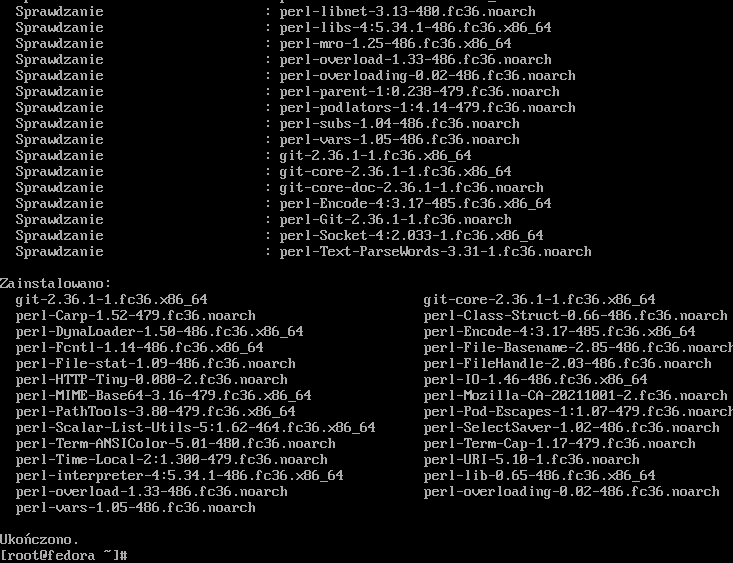 Sprawdzanie : perl-libnet-3.13-480.fc36.noarch
Sprawdzanie : perl-libs-4:5.34.1-486.fc36.x86_64
Sprawdzanie : perl-mro-1.25-486.fc36.x86_64
Sprawdzanie : perl-overload-1.33-486.fc36.noarch
Sprawdzanie : perl-overloading-0.02-486.fc36.noarch
Sprawdzanie : perl-parent-1:0.238-479.fc36.noarch
Sprawdzanie : perl-podlators-1:4.14-479.fc36.noarch
Sprawdzanie : perl-subs-1.04-486.fc36.noarch
Sprawdzanie : perl-vars-1.05-486.fc36.noarch
Sprawdzanie : git-2.36.1-1.fc36.x86_64
Sprawdzanie : git-core-2.36.1-1.fc36.x86_64
Sprawdzanie : git-core-doc-2.36.1-1.fc36.noarch
Sprawdzanie : perl-Encode-4:3.17-485.fc36.x86_64
Sprawdzanie : perl-Git-2.36.1-1.fc36.noarch
Sprawdzanie : perl-Socket-4:2.033-1.fc36.x86_64
Sprawdzanie : perl-Text-ParseWords-3.31-1.fc36.noarch
Zainstalowano:
git-2.36.1-1.fc36.x86_64 git-core-2.36.1-1.fc36.x86_64
perl-Carp-1.52-479.fc36.noarch perl-Class-Struct-0.66-486.fc36.noarch
perl-DynaLoader-1.50-486.fc36.x86_64 perl-Encode-4:3.17-485.fc36.x86_64
perl-Fcntl-1.14-486.fc36.x86_64 perl-File-Basename-2.85-486.fc36.noarch
perl-File-stat-1.09-486.fc36.noarch perl-FileHandle-2.03-486.fc36.noarch
perl-HTTP-Tiny-0.080-2.fc36.noarch perl-IO-1.46-486.fc36.x86_64
perl-MIME-Base64-3.16-479.fc36.x86_64 perl-Mozilla-CA-20211001-2.fc36.noarch
perl-PathTools-3.80-479.fc36.x86_64 perl-Pod-Escapes-1:1.07-479.fc36.noarch
perl-Scalar-List-Utils-5:1.62-464.fc36.x86_64 perl-SelectSaver-1.02-486.fc36.noarch
perl-Term-ANSIColor-5.01-480.fc36.noarch perl-Term-Cap-1.17-479.fc36.noarch
perl-Time-Local-2:1.300-479.fc36.noarch perl-URI-5.10-1.fc36.noarch
perl-interpreter-4:5.34.1-486.fc36.x86_64 perl-lib-0.65-486.fc36.x86_64
perl-overload-1.33-486.fc36.noarch perl-overloading-0.02-486.fc36.noarch
perl-vars-1.05-486.fc36.noarch
Ukończono.
[root@fedora ~]#